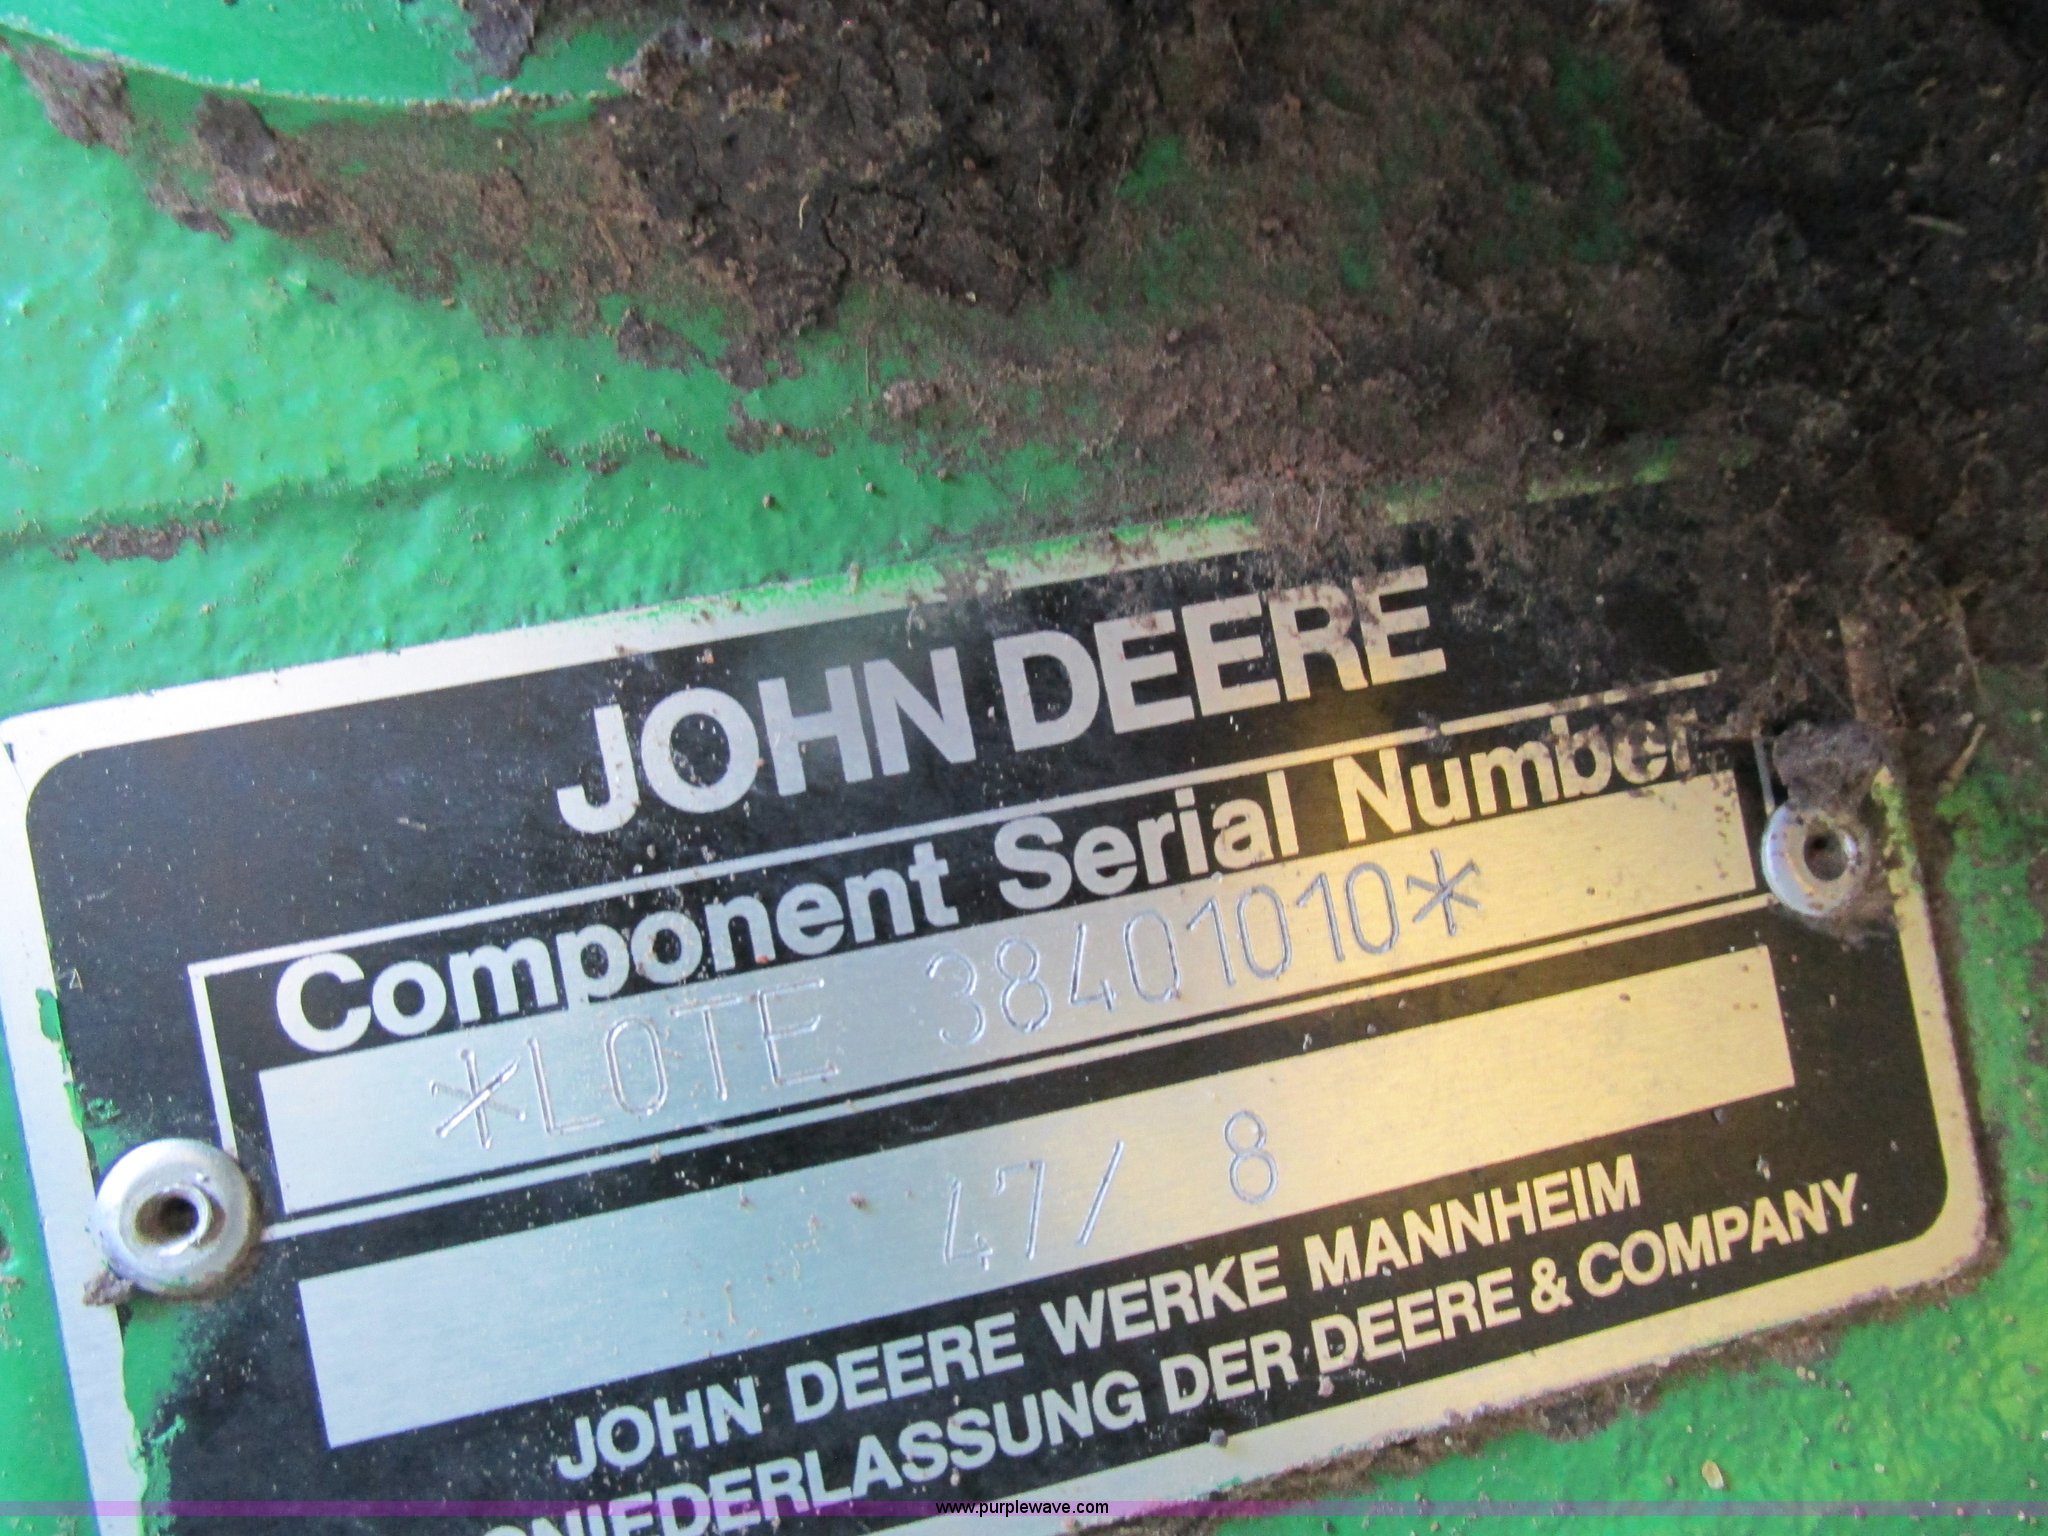 JOHN DEERE
Component Serial Number
*LOTE 38401010*
47/ 8
JOHN DEERE WERKE MANNHEIM
DER DEERE & COMPANY
www.purplewave.com